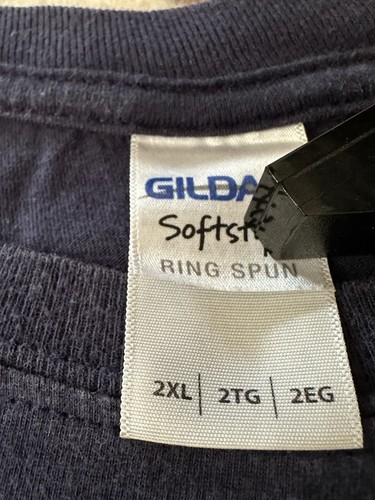 GILDA
Softst
RING SPUN
2XL | 2TG | 2EG